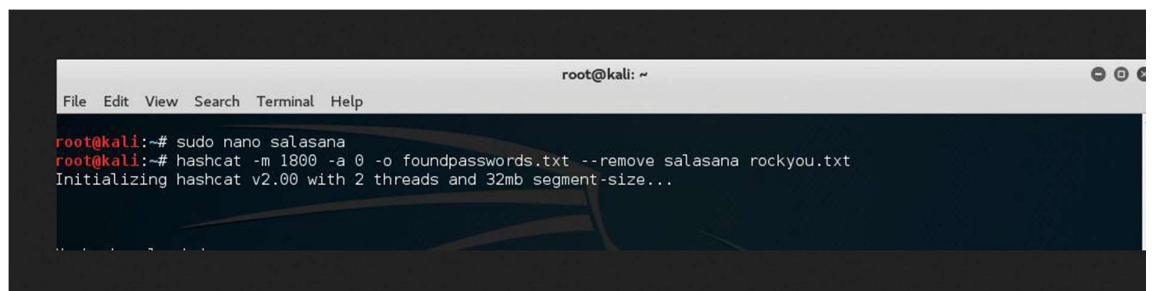 root@kali: ~
File Edit View Search Terminal Help
root@kali:~# sudo nano salasana
root@kali:~# hashcat -m 1800 -a 0 -o foundpasswords.txt --remove salasana rockyou.txt
Initializing hashcat v2.00 with 2 threads and 32mb segment-size...